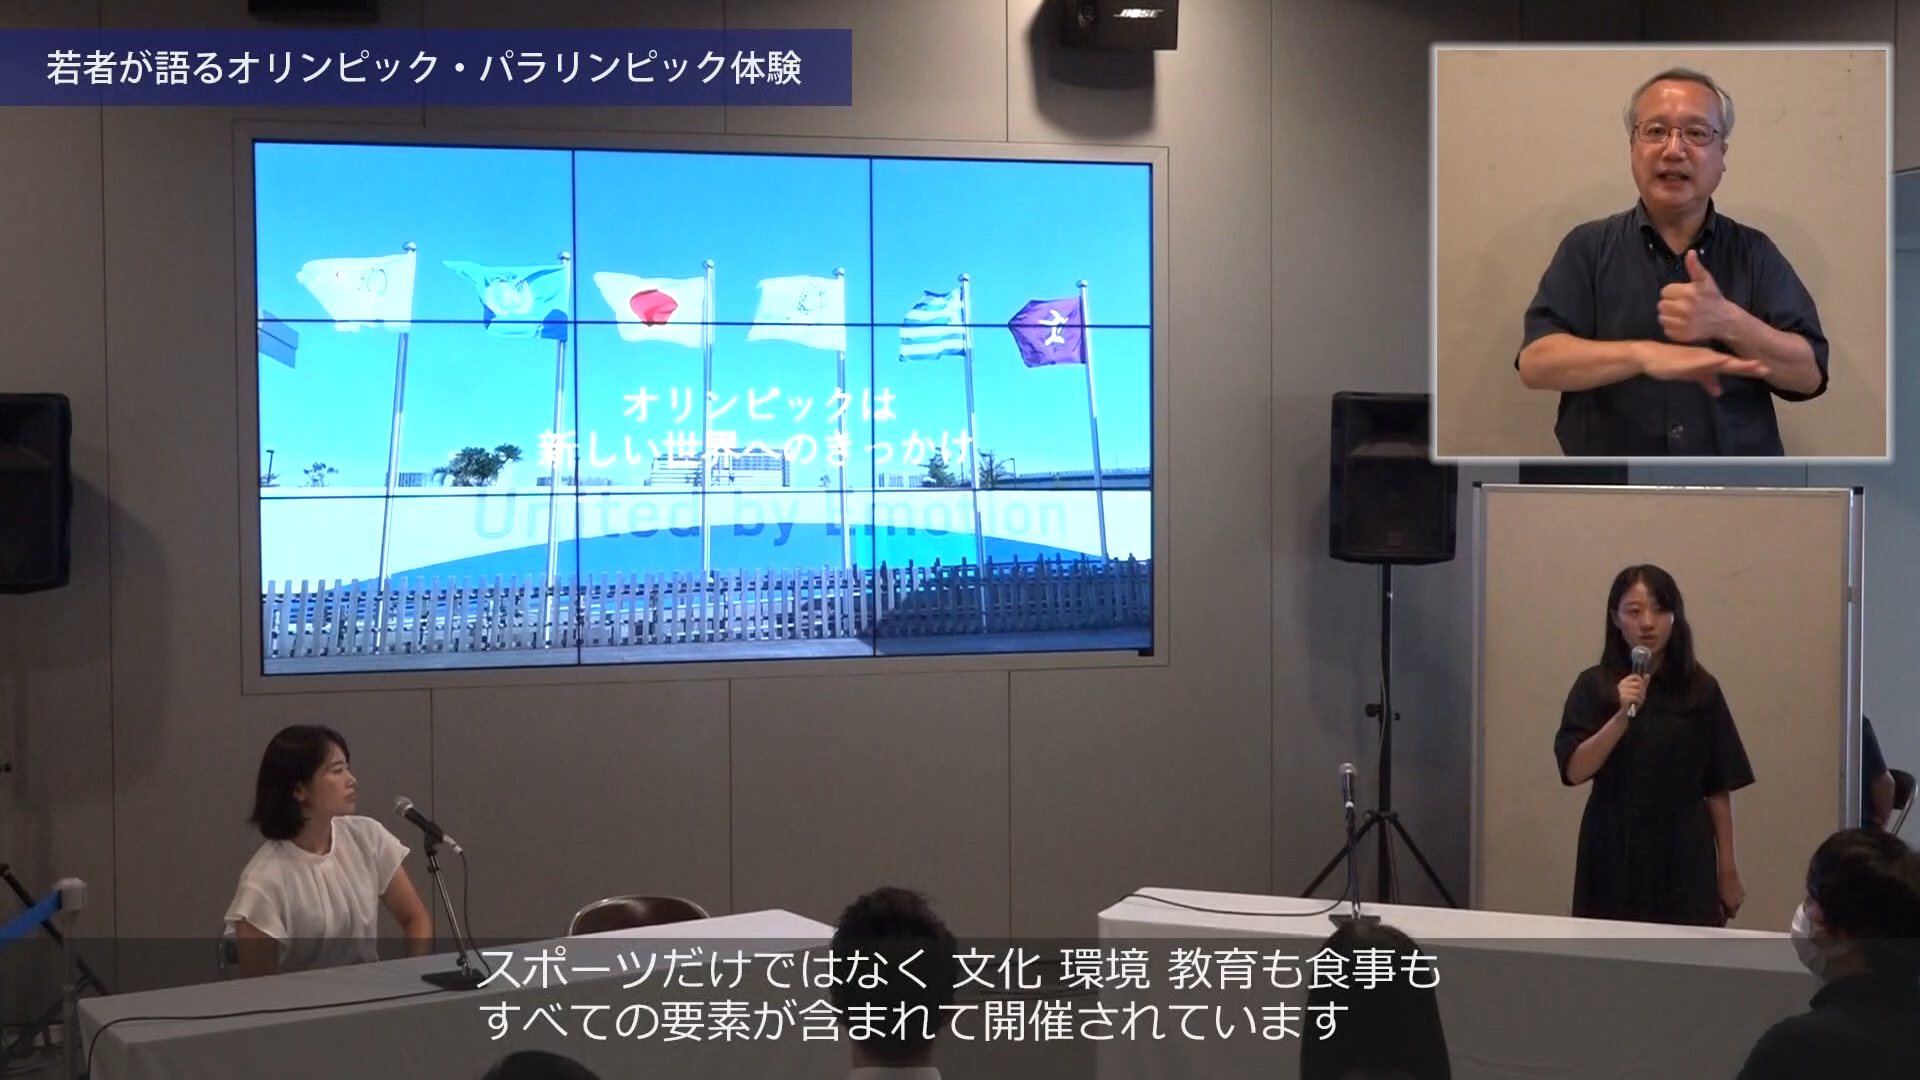 若者が語るオリンピック・パラリンピック体験
BOSE
オリンピックは
新しい世界へのきっかけ
United by Emotion
スポーツだけではなく 文化 環境 教育も食事も
すべての要素が含まれて開催されています